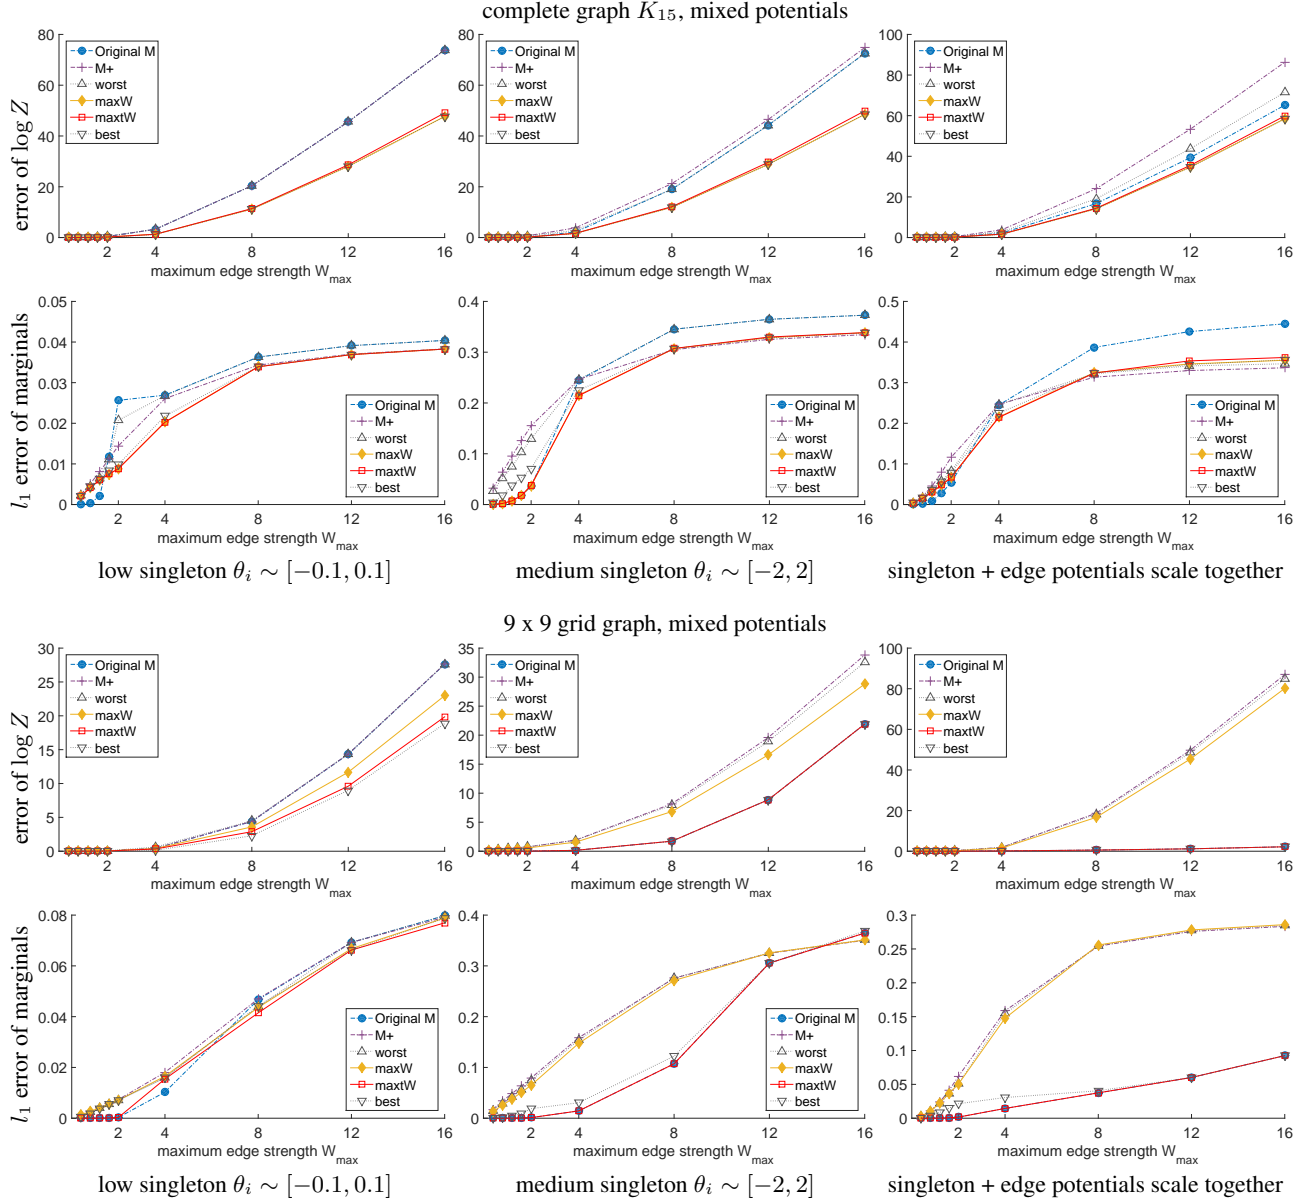 complete graph K15, mixed potentials
error of log Z
80
60
40
20
0
Original M
M+
worst
maxW
maxtW
best
2 4 8 12 16
maximum edge strength W_max
80
60
40
20
0
Original M
M+
worst
maxW
maxtW
best
2 4 8 12 16
maximum edge strength W_max
100
80
60
40
20
0
Original M
M+
worst
maxW
maxtW
best
2 4 8 12 16
maximum edge strength W_max
l1 error of marginals
0.05
0.04
0.03
0.02
0.01
0
Original M
M+
worst
maxW
maxtW
best
2 4 8 12 16
maximum edge strength W_max
0.4
0.3
0.2
0.1
0
Original M
M+
worst
maxW
maxtW
best
2 4 8 12 16
maximum edge strength W_max
0.5
0.4
0.3
0.2
0.1
0
Original M
M+
worst
maxW
maxtW
best
2 4 8 12 16
maximum edge strength W_max
low singleton θi ∼ [−0.1, 0.1]
medium singleton θi ∼ [−2, 2]
singleton + edge potentials scale together
9 x 9 grid graph, mixed potentials
error of log Z
30
25
20
15
10
5
0
Original M
M+
worst
maxW
maxtW
best
2 4 8 12 16
maximum edge strength W_max
35
30
25
20
15
10
5
0
Original M
M+
worst
maxW
maxtW
best
2 4 8 12 16
maximum edge strength W_max
100
80
60
40
20
0
Original M
M+
worst
maxW
maxtW
best
2 4 8 12 16
maximum edge strength W_max
l1 error of marginals
0.08
0.06
0.04
0.02
0
Original M
M+
worst
maxW
maxtW
best
2 4 8 12 16
maximum edge strength W_max
0.4
0.3
0.2
0.1
0
Original M
M+
worst
maxW
maxtW
best
2 4 8 12 16
maximum edge strength W_max
0.3
0.25
0.2
0.15
0.1
0.05
0
Original M
M+
worst
maxW
maxtW
best
2 4 8 12 16
maximum edge strength W_max
low singleton θi ∼ [−0.1, 0.1]
medium singleton θi ∼ [−2, 2]
singleton + edge potentials scale together